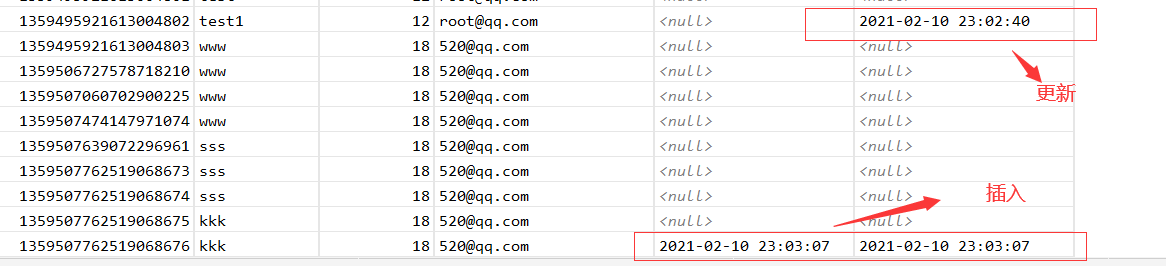 1359495921613004802 test1 12 root@qq.com <null> 2021-02-10 23:02:40
1359495921613004803 www 18 520@qq.com <null> <null>
1359506727578718210 www 18 520@qq.com <null> <null>
1359507060702900225 www 18 520@qq.com <null> <null>
更新
1359507474147971074 www 18 520@qq.com <null> <null>
1359507639072296961 sss 18 520@qq.com <null> <null>
1359507762519068673 sss 18 520@qq.com <null> <null>
1359507762519068674 sss 18 520@qq.com <null> <null>
插入
1359507762519068675 kkk 18 520@qq.com <null> <null>
1359507762519068676 kkk 18 520@qq.com 2021-02-10 23:03:07 2021-02-10 23:03:07